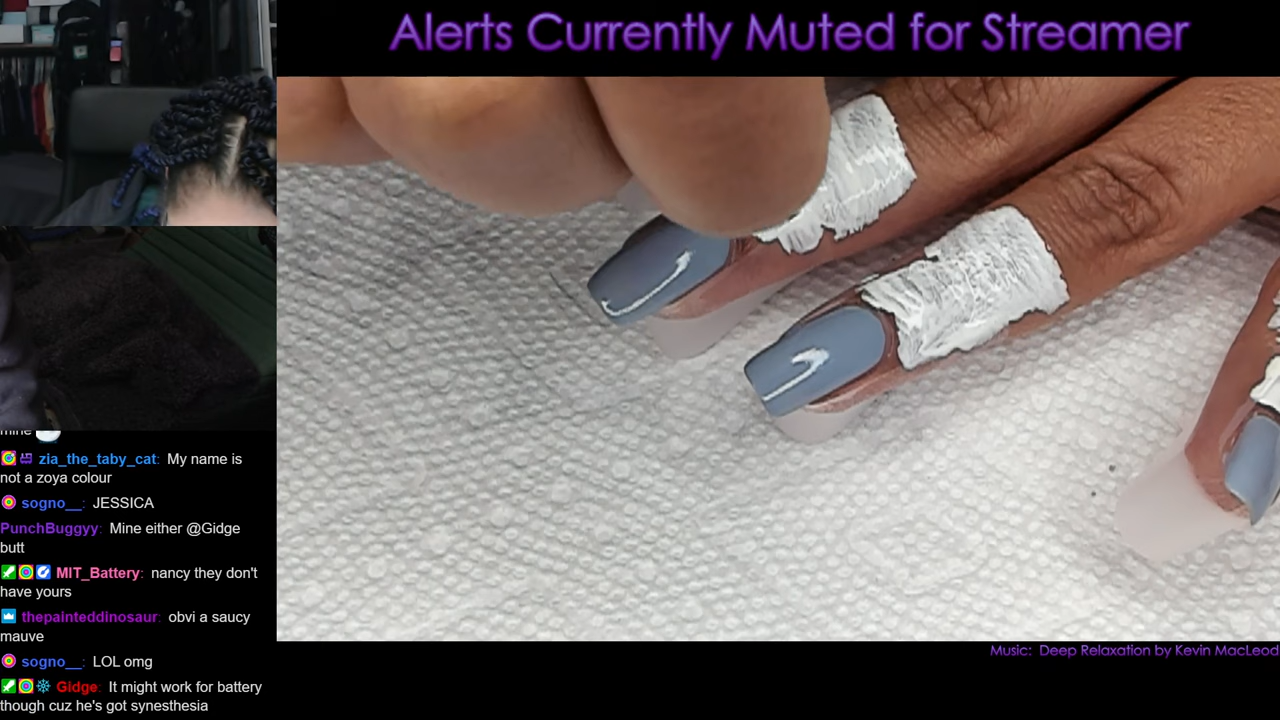 Alerts Currently Muted for Streamer
mine
zia_the_taby_cat: My name is
not a zoya colour
sogno__: JESSICA
PunchBuggyy: Mine either @Gidge
butt
MIT_Battery: nancy they don't
have yours
thepainteddinosaur: obvi a saucy
mauve
sogno__: LOL omg
Gidge: It might work for battery
though cuz he's got synesthesia
Music: Deep Relaxation by Kevin MacLeod